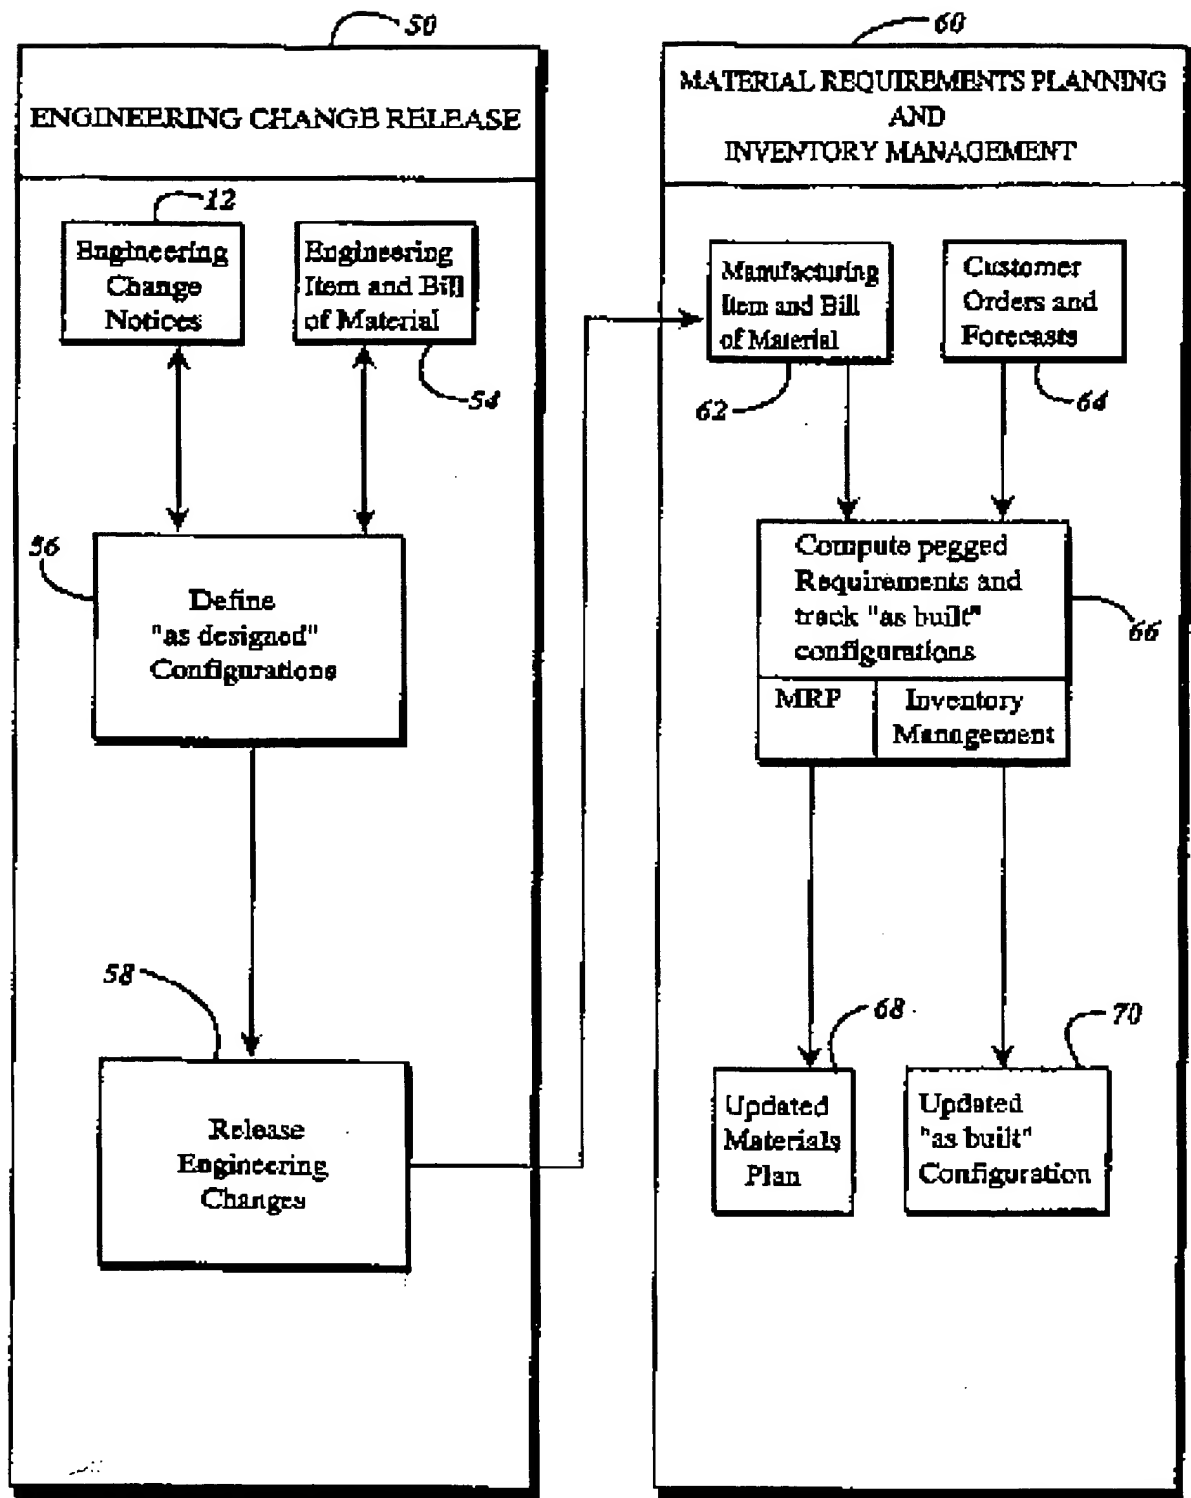 50
ENGINEERING CHANGE RELEASE
12
Engineering
Change
Notices
Engineering
Item and Bill
of Material
54
56
Define
"as designed"
Configurations
58
Release
Engineering
Changes
60
MATERIAL REQUIREMENTS PLANNING
AND
INVENTORY MANAGEMENT
Manufacturing
Item and Bill
of Material
62
Customer
Orders and
Forecasts
64
Compute pegged
Requirements and
track "as built"
configurations
66
MRP
Inventory
Management
68
Updated
Materials
Plan
70
Updated
"as built"
Configuration